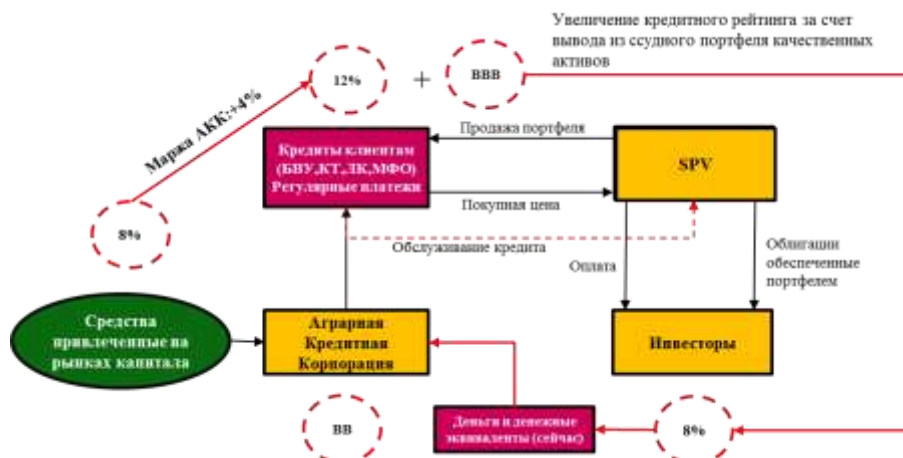 Увеличение кредитного рейтинга за счет
вывода из ссудного портфеля качественных
активов
12%
+
BBB
Маржа АКК:+4%
8%
Продажа портфеля
Кредиты клиентам
(БВУ,КТ,ЛК,МФО)
Регулярные платежи
SPV
Покупная цена
Обслуживание кредита
Оплата
Облигации
обеспеченные
портфелем
Средства
привлеченные на
рынках капитала
Аграрная
Кредитная
Корпорация
Инвесторы
BB
Деньги и денежные
эквиваленты (сейчас)
8%